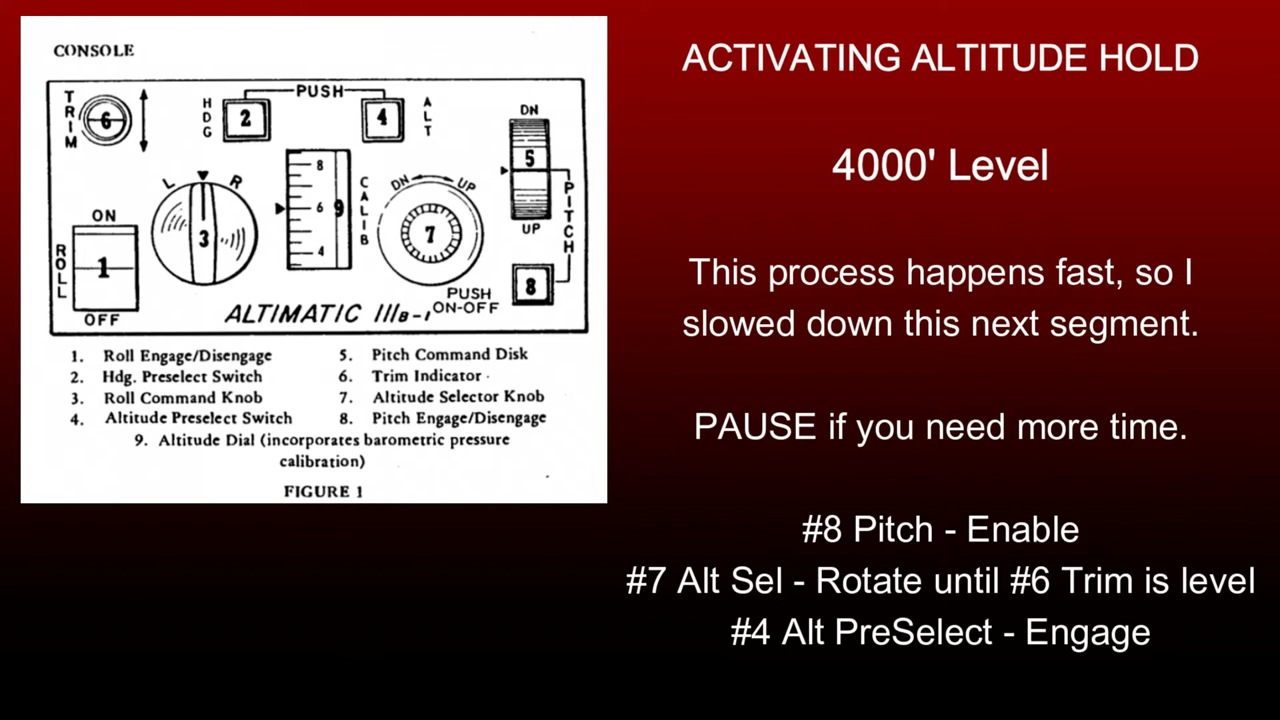 CONSOLE
TRIM
6
HDG
2
PUSH
4
ALT
DN
5
UP
PITCH
8
ON
ROLL
1
OFF
L
R
3
8
6
4
9
CALIB
DN
UP
7
PUSH
ON-OFF
ALTIMATIC IIIB-1
1. Roll Engage/Disengage
2. Hdg. Preselect Switch
3. Roll Command Knob
4. Altitude Preselect Switch
5. Pitch Command Disk
6. Trim Indicator
7. Altitude Selector Knob
8. Pitch Engage/Disengage
9. Altitude Dial (incorporates barometric pressure
calibration)
FIGURE 1
ACTIVATING ALTITUDE HOLD
4000' Level
This process happens fast, so I
slowed down this next segment.
PAUSE if you need more time.
#8 Pitch - Enable
#7 Alt Sel - Rotate until #6 Trim is level
#4 Alt PreSelect - Engage